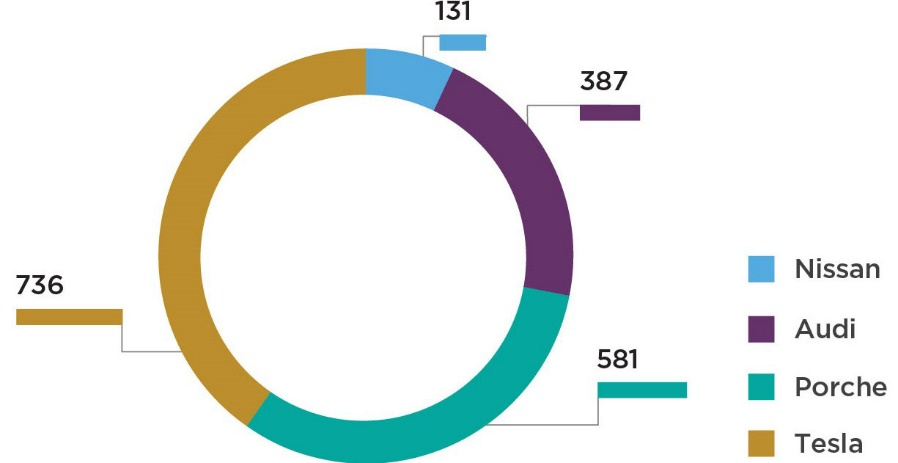 131
387
736
581
Nissan
Audi
Porche
Tesla